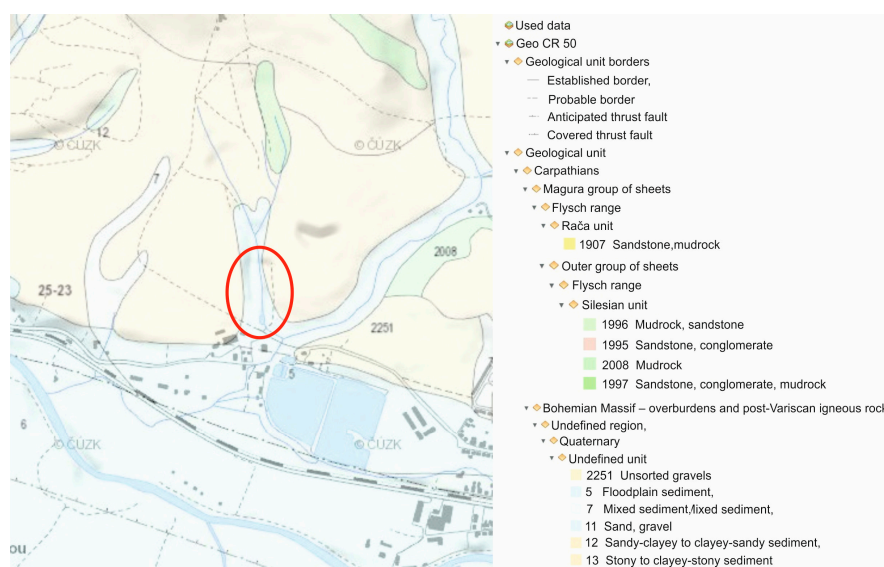 12
© ČÚZK
© ČÚZK
7
2008
25-23
2251
5
6
© ČÚZK
© ČÚZK
ou
Used data
Geo CR 50
Geological unit borders
Established border,
Probable border
Anticipated thrust fault
Covered thrust fault
Geological unit
Carpathians
Magura group of sheets
Flysch range
Rača unit
1907 Sandstone,mudrock
Outer group of sheets
Flysch range
Silesian unit
1996 Mudrock, sandstone
1995 Sandstone, conglomerate
2008 Mudrock
1997 Sandstone, conglomerate, mudrock
Bohemian Massif – overburdens and post-Variscan igneous rock
Undefined region,
Quaternary
Undefined unit
2251 Unsorted gravels
5 Floodplain sediment,
7 Mixed sediment/lixed sediment,
11 Sand, gravel
12 Sandy-clayey to clayey-sandy sediment,
13 Stony to clayey-stony sediment